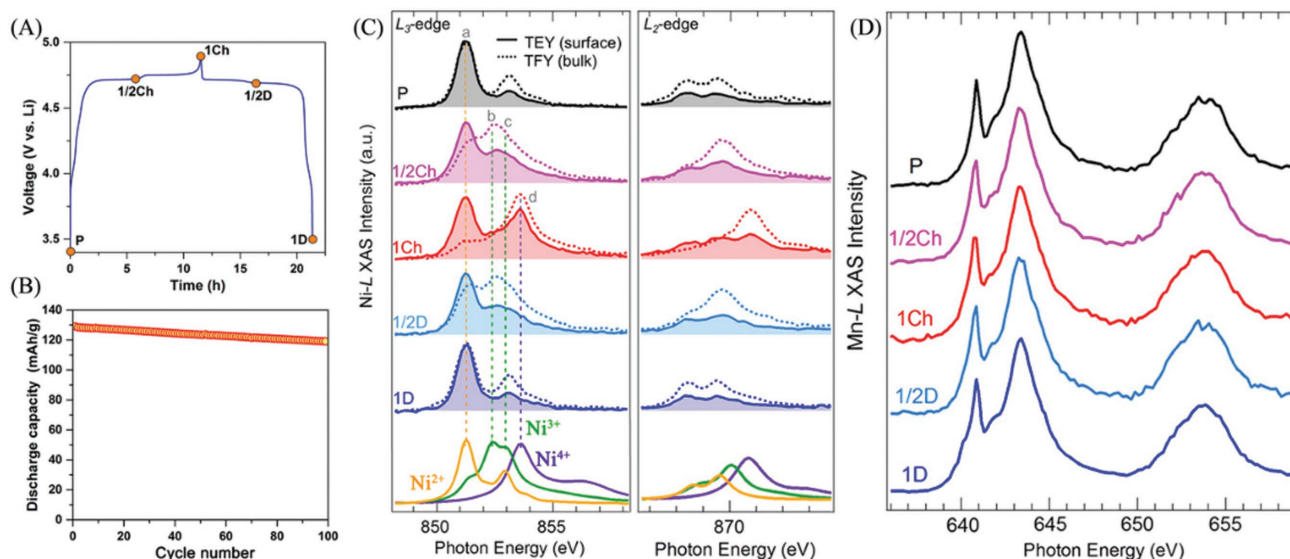 (A)
5.0
4.5
4.0
3.5
Voltage (V vs. Li)
1Ch
1/2Ch
1/2D
P
1D
0
5
10
15
20
Time (h)
(B)
140
120
100
80
60
40
20
0
Discharge capacity (mAh/g)
0
20
40
60
80
100
Cycle number
(C)
Ni-L XAS Intensity (a.u.)
L3-edge
a
TEY (surface)
TFY (bulk)
P
b
c
1/2Ch
d
1Ch
1/2D
1D
Ni3+
Ni4+
Ni2+
850
855
Photon Energy (eV)
L2-edge
870
Photon Energy (eV)
(D)
Mn-L XAS Intensity
P
1/2Ch
1Ch
1/2D
1D
640
645
650
655
Photon Energy (eV)